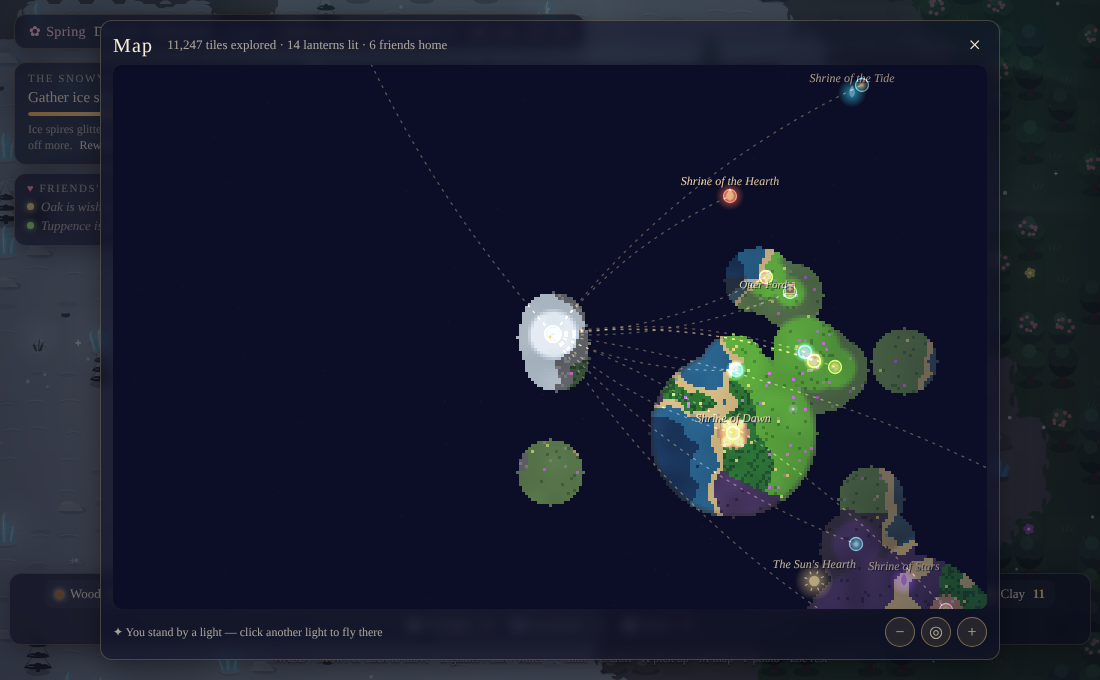 Spring
Map
11,247 tiles explored · 14 lanterns lit · 6 friends home
×
THE SNOWY
Gather ice s
Ice spires glitte
off more. Rew
♥ FRIENDS'
Oak is wish
Tuppence is
Shrine of the Tide
Shrine of the Hearth
Otter Ford
Shrine of Dawn
The Sun's Hearth
Shrine of Stars
Wood
Clay 11
✦ You stand by a light — click another light to fly there
−
◎
+